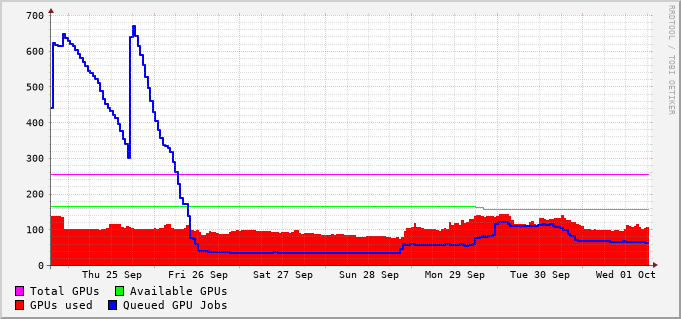 700
600
500
400
300
200
100
0
Thu 25 Sep Fri 26 Sep Sat 27 Sep Sun 28 Sep Mon 29 Sep Tue 30 Sep Wed 01 Oct
Total GPUs Available GPUs
GPUs used Queued GPU Jobs
RRDTOOL / TOBI OETIKER